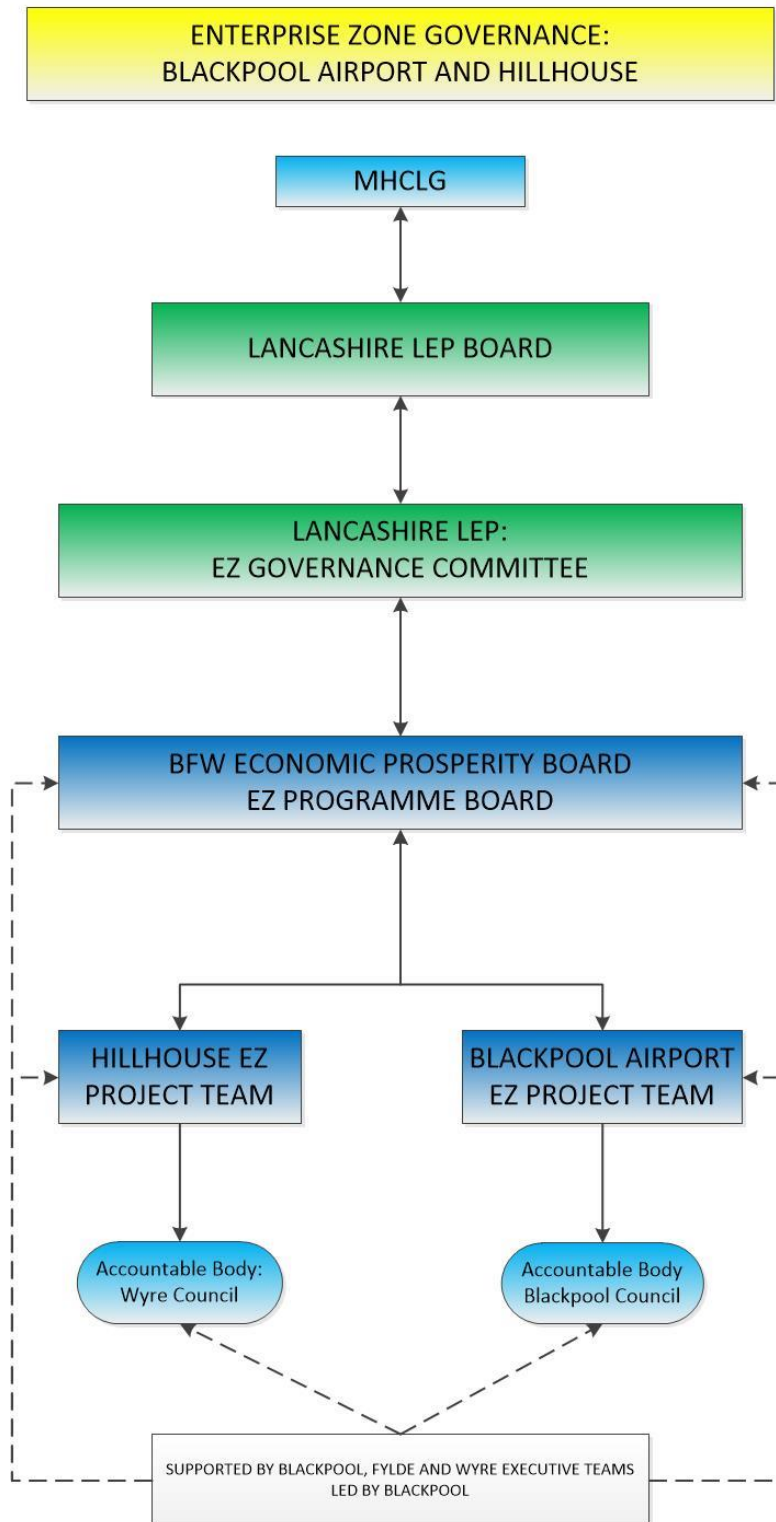 ENTERPRISE ZONE GOVERNANCE:
BLACKPOOL AIRPORT AND HILLHOUSE
MHCLG
LANCASHIRE LEP BOARD
LANCASHIRE LEP:
EZ GOVERNANCE COMMITTEE
BFW ECONOMIC PROSPERITY BOARD
EZ PROGRAMME BOARD
HILLHOUSE EZ
PROJECT TEAM
BLACKPOOL AIRPORT
EZ PROJECT TEAM
Accountable Body:
Wyre Council
Accountable Body
Blackpool Council
SUPPORTED BY BLACKPOOL, FYLDE AND WYRE EXECUTIVE TEAMS
LED BY BLACKPOOL